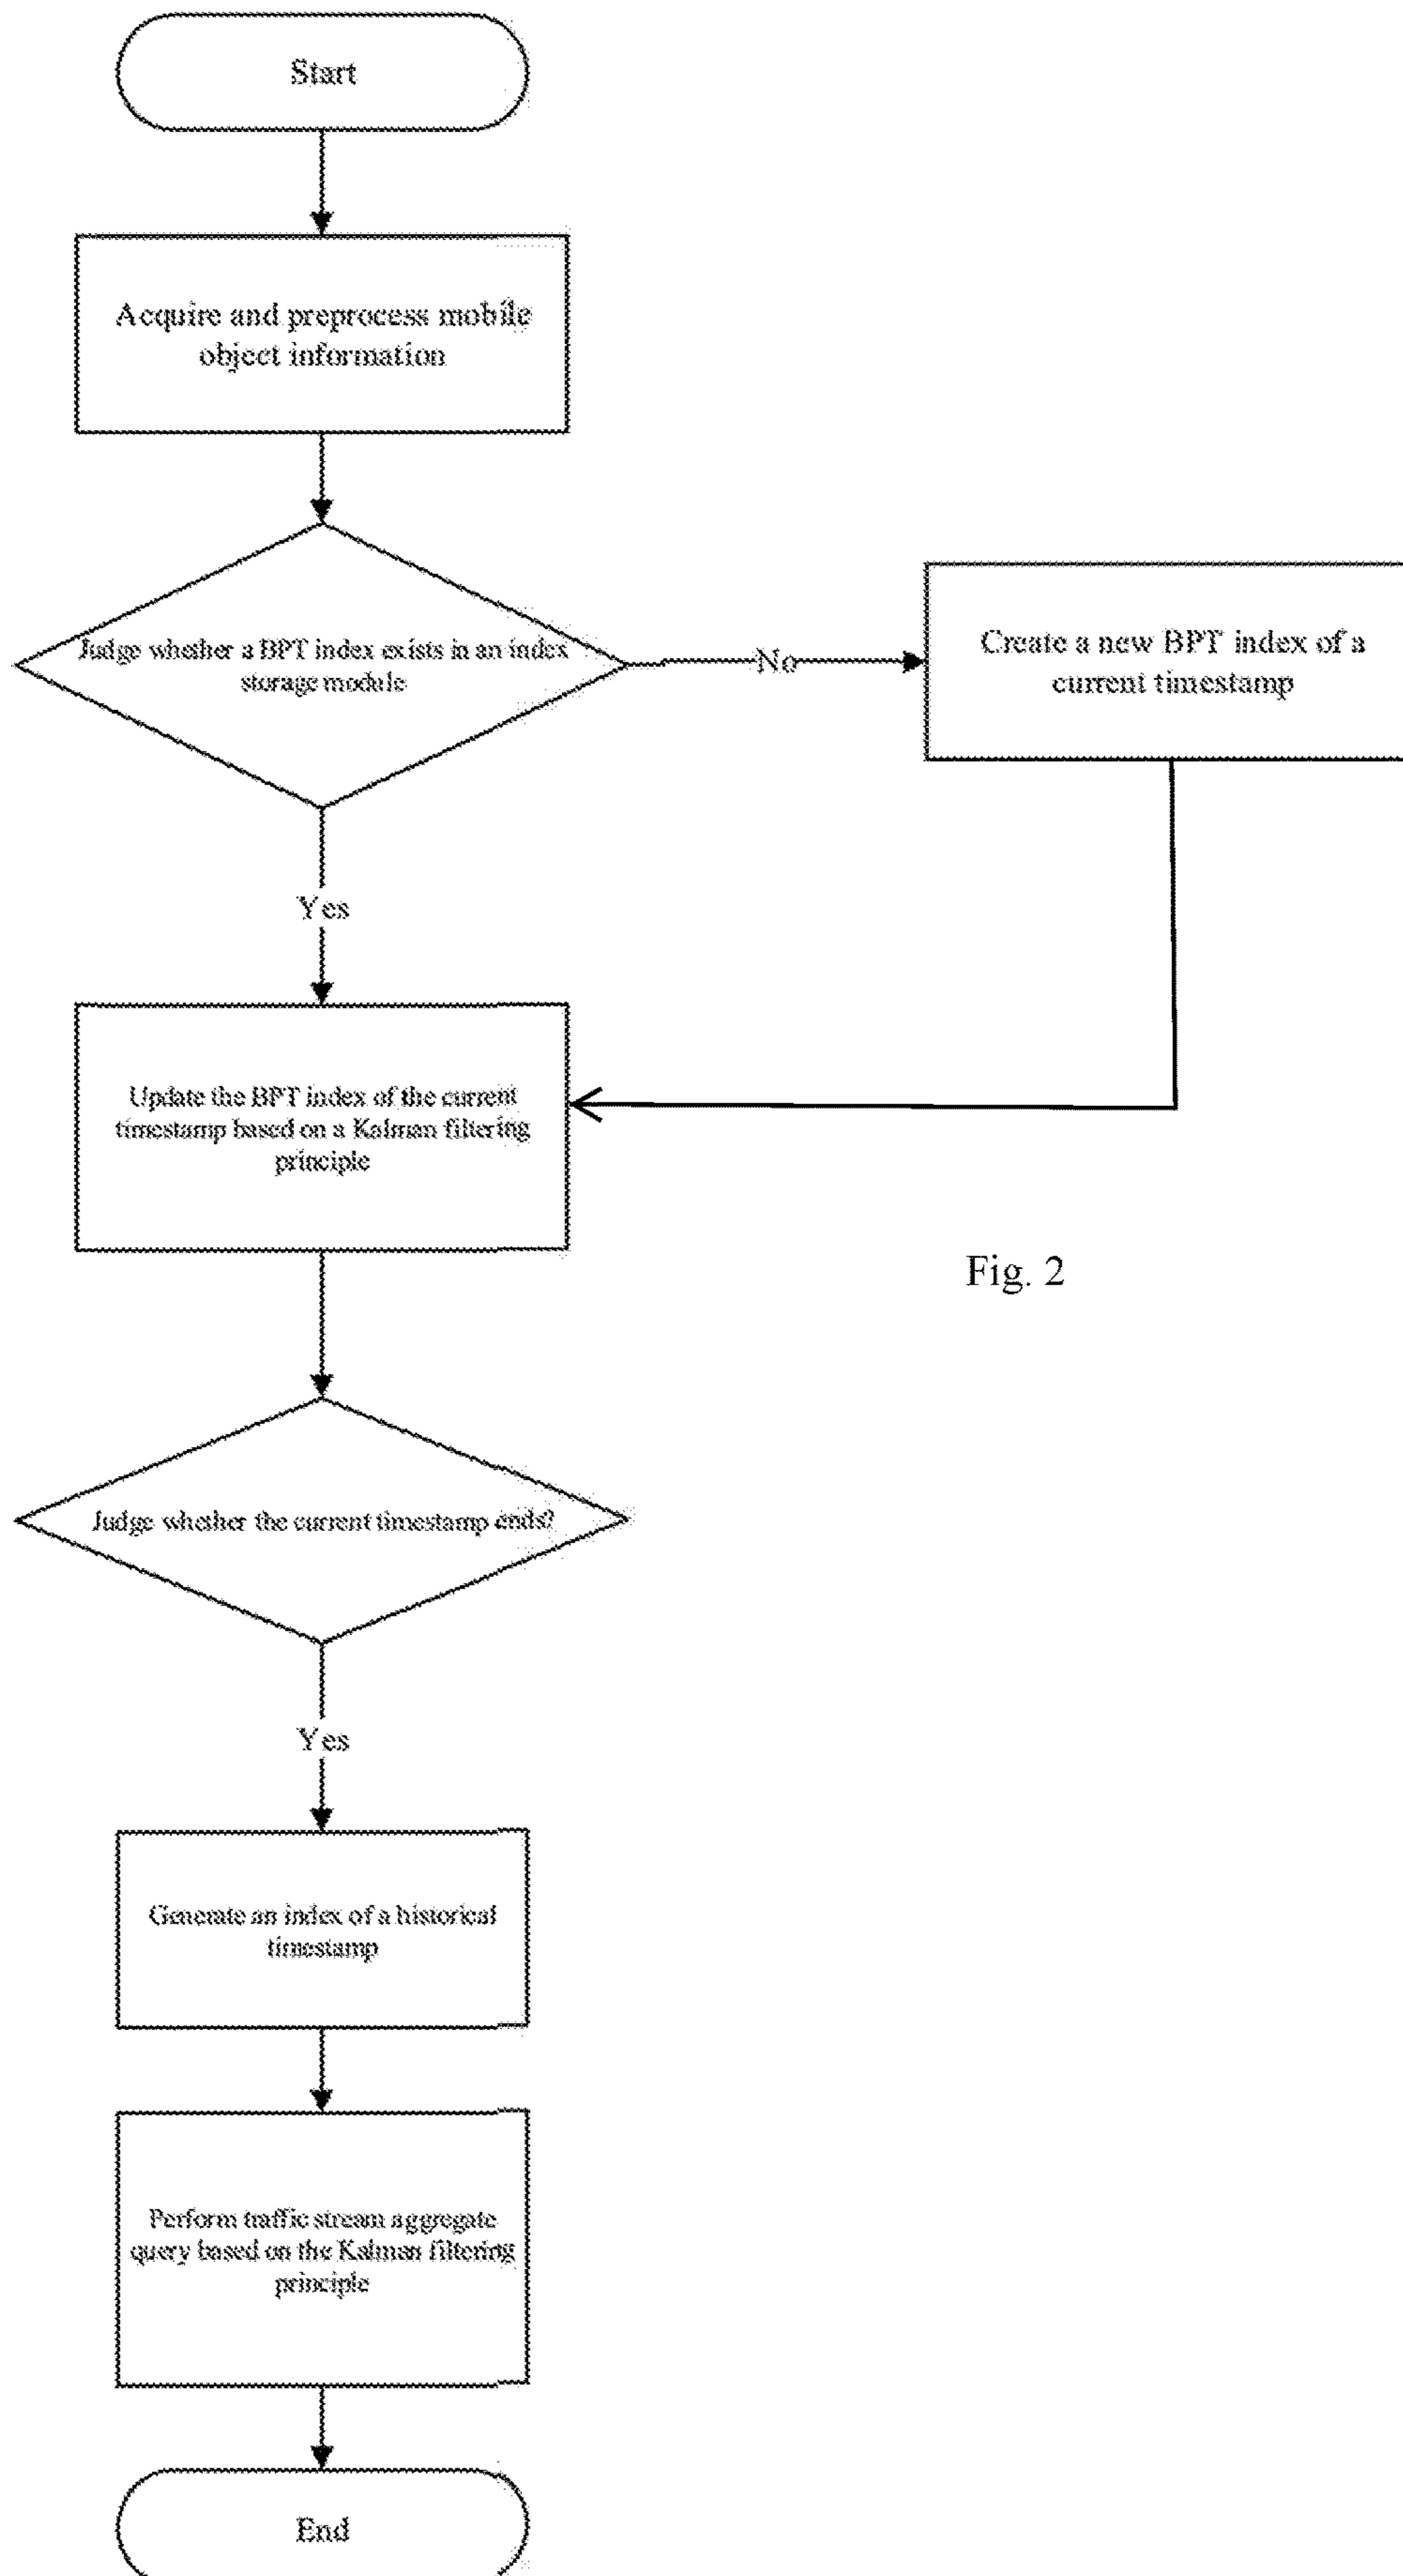 Start
Acquire and preprocess mobile
object information
Judge whether a BPT index exists in an index
storage module
No
Create a new BPT index of a
current timestamp
Yes
Update the BPT index of the current
timestamp based on a Kalman filtering
principle
Fig. 2
Judge whether the current timestamp ends?
Yes
Generate an index of a historical
timestamp
Perform traffic stream aggregate
query based on the Kalman filtering
principle
End